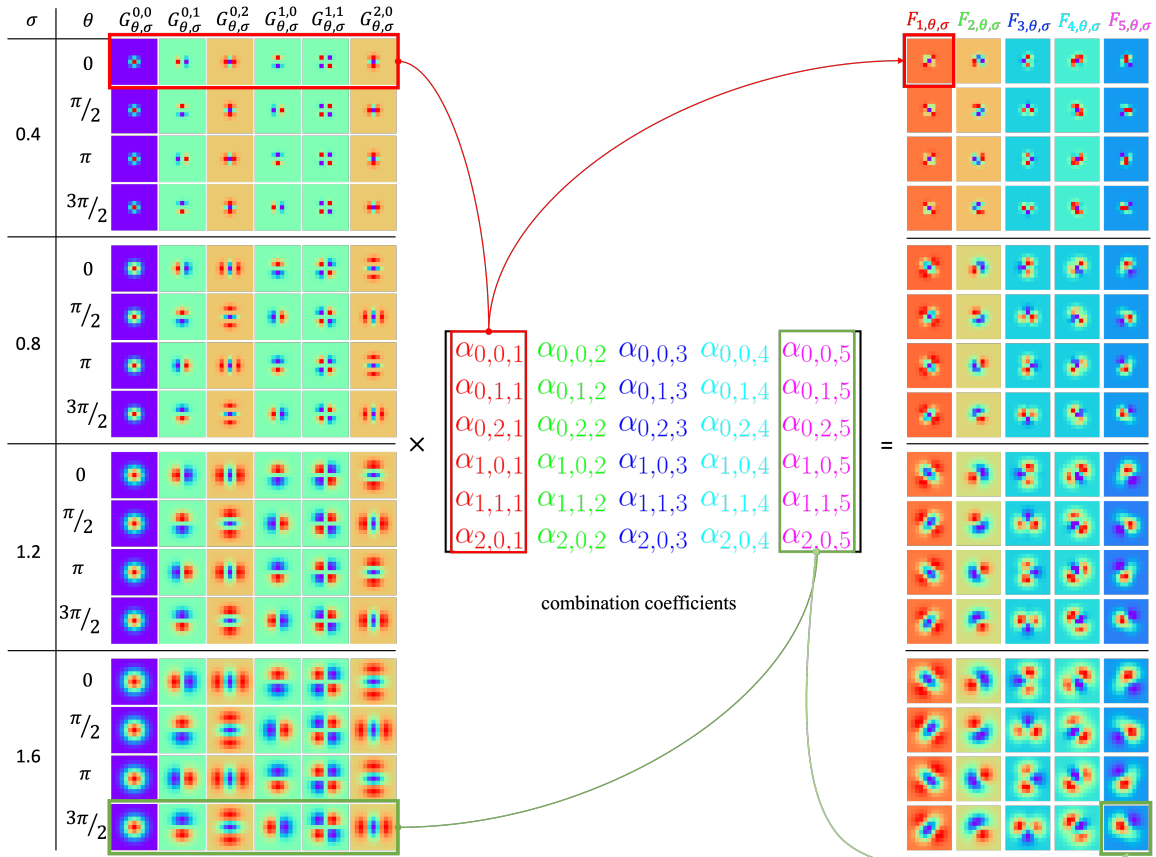 σ θ G^{0,0}_{θ,σ} G^{0,1}_{θ,σ} G^{0,2}_{θ,σ} G^{1,0}_{θ,σ} G^{1,1}_{θ,σ} G^{2,0}_{θ,σ} F_{1,θ,σ} F_{2,θ,σ} F_{3,θ,σ} F_{4,θ,σ} F_{5,θ,σ}
0.4
0
π/2
π
3π/2
0.8
0
π/2
π
3π/2
1.2
0
π/2
π
3π/2
1.6
0
π/2
π
3π/2
×
α_{0,0,1} α_{0,0,2} α_{0,0,3} α_{0,0,4} α_{0,0,5}
α_{0,1,1} α_{0,1,2} α_{0,1,3} α_{0,1,4} α_{0,1,5}
α_{0,2,1} α_{0,2,2} α_{0,2,3} α_{0,2,4} α_{0,2,5}
α_{1,0,1} α_{1,0,2} α_{1,0,3} α_{1,0,4} α_{1,0,5}
α_{1,1,1} α_{1,1,2} α_{1,1,3} α_{1,1,4} α_{1,1,5}
α_{2,0,1} α_{2,0,2} α_{2,0,3} α_{2,0,4} α_{2,0,5}
=
combination coefficients